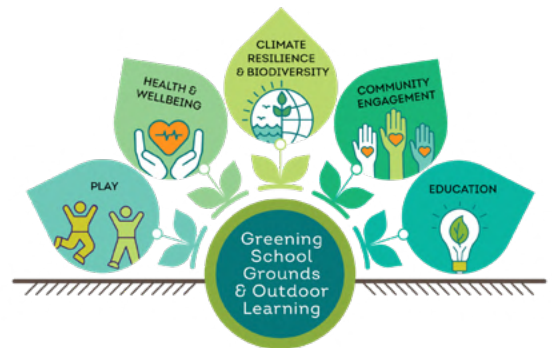 PLAY
HEALTH &
WELLBEING
CLIMATE
RESILIENCE
& BIODIVERSITY
COMMUNITY
ENGAGEMENT
EDUCATION
Greening
School
Grounds
& Outdoor
Learning